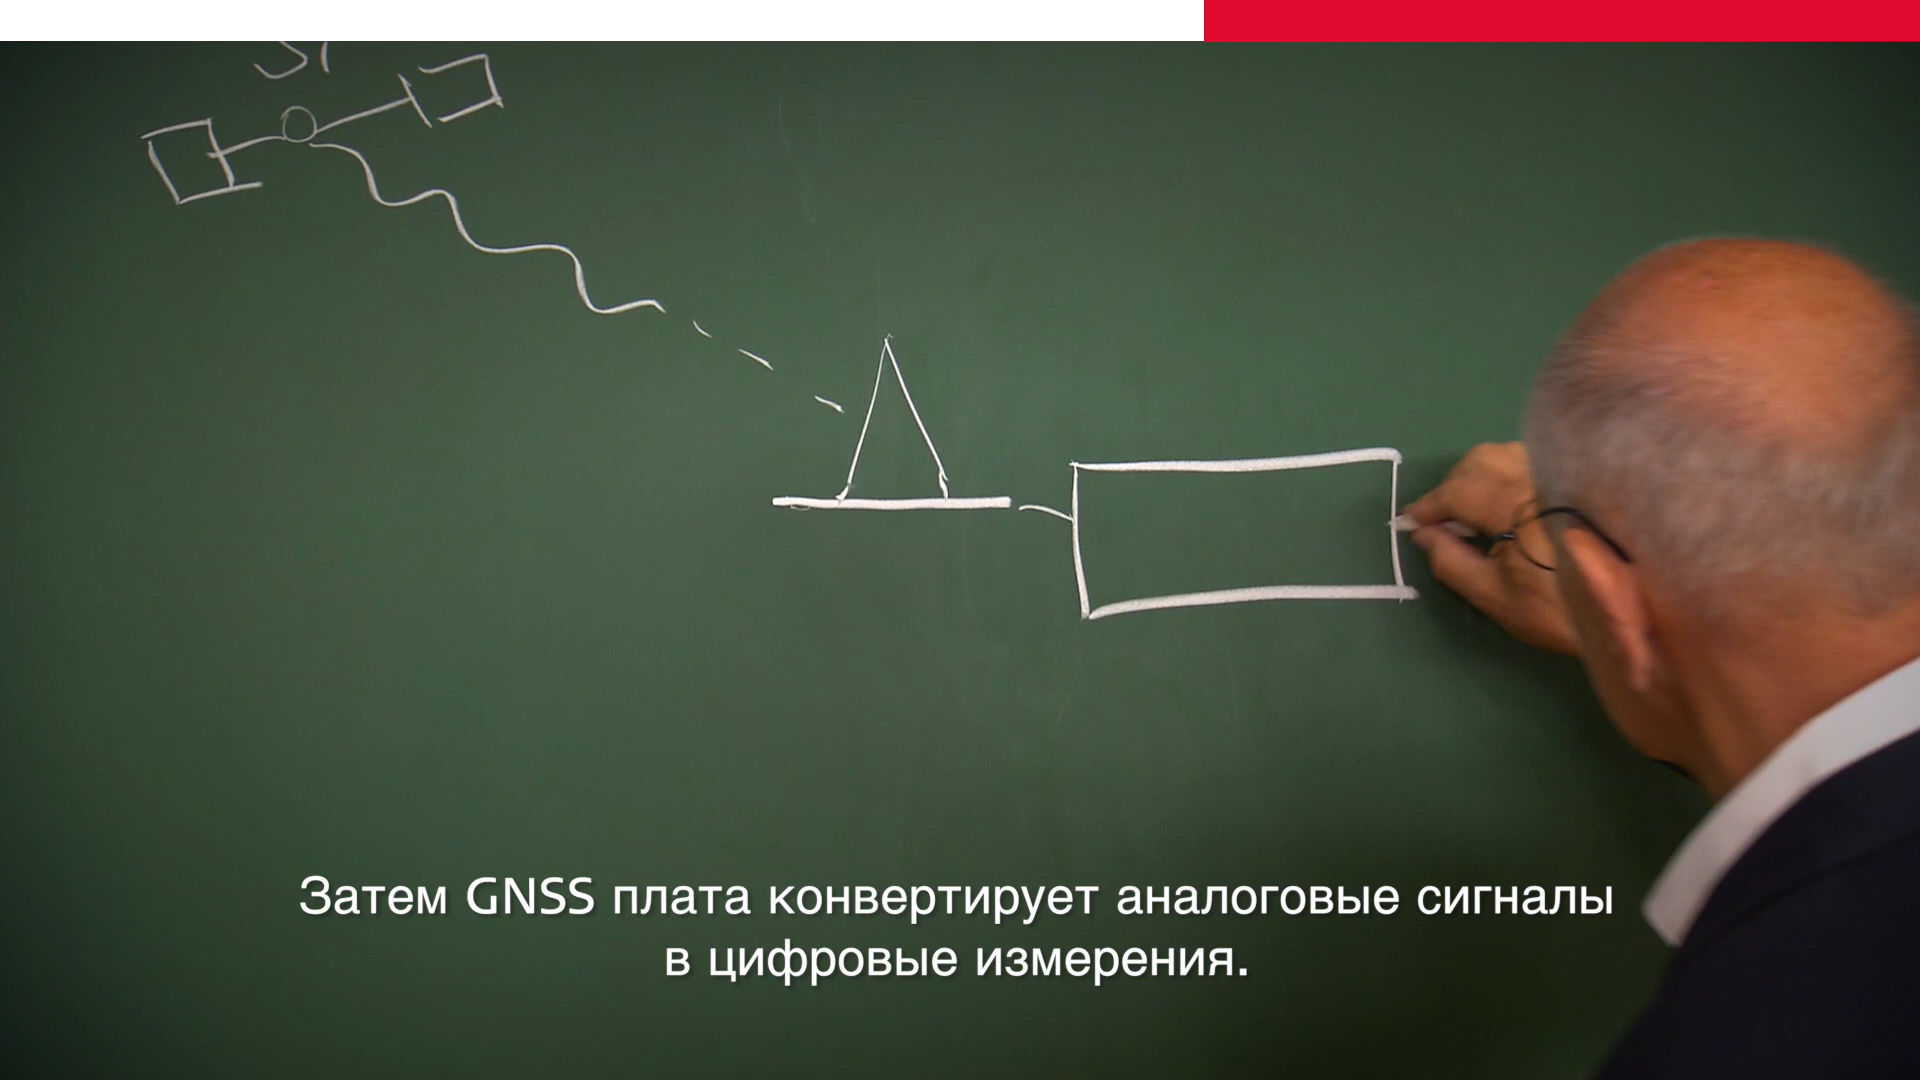 Затем GNSS плата конвертирует аналоговые сигналы
в цифровые измерения.